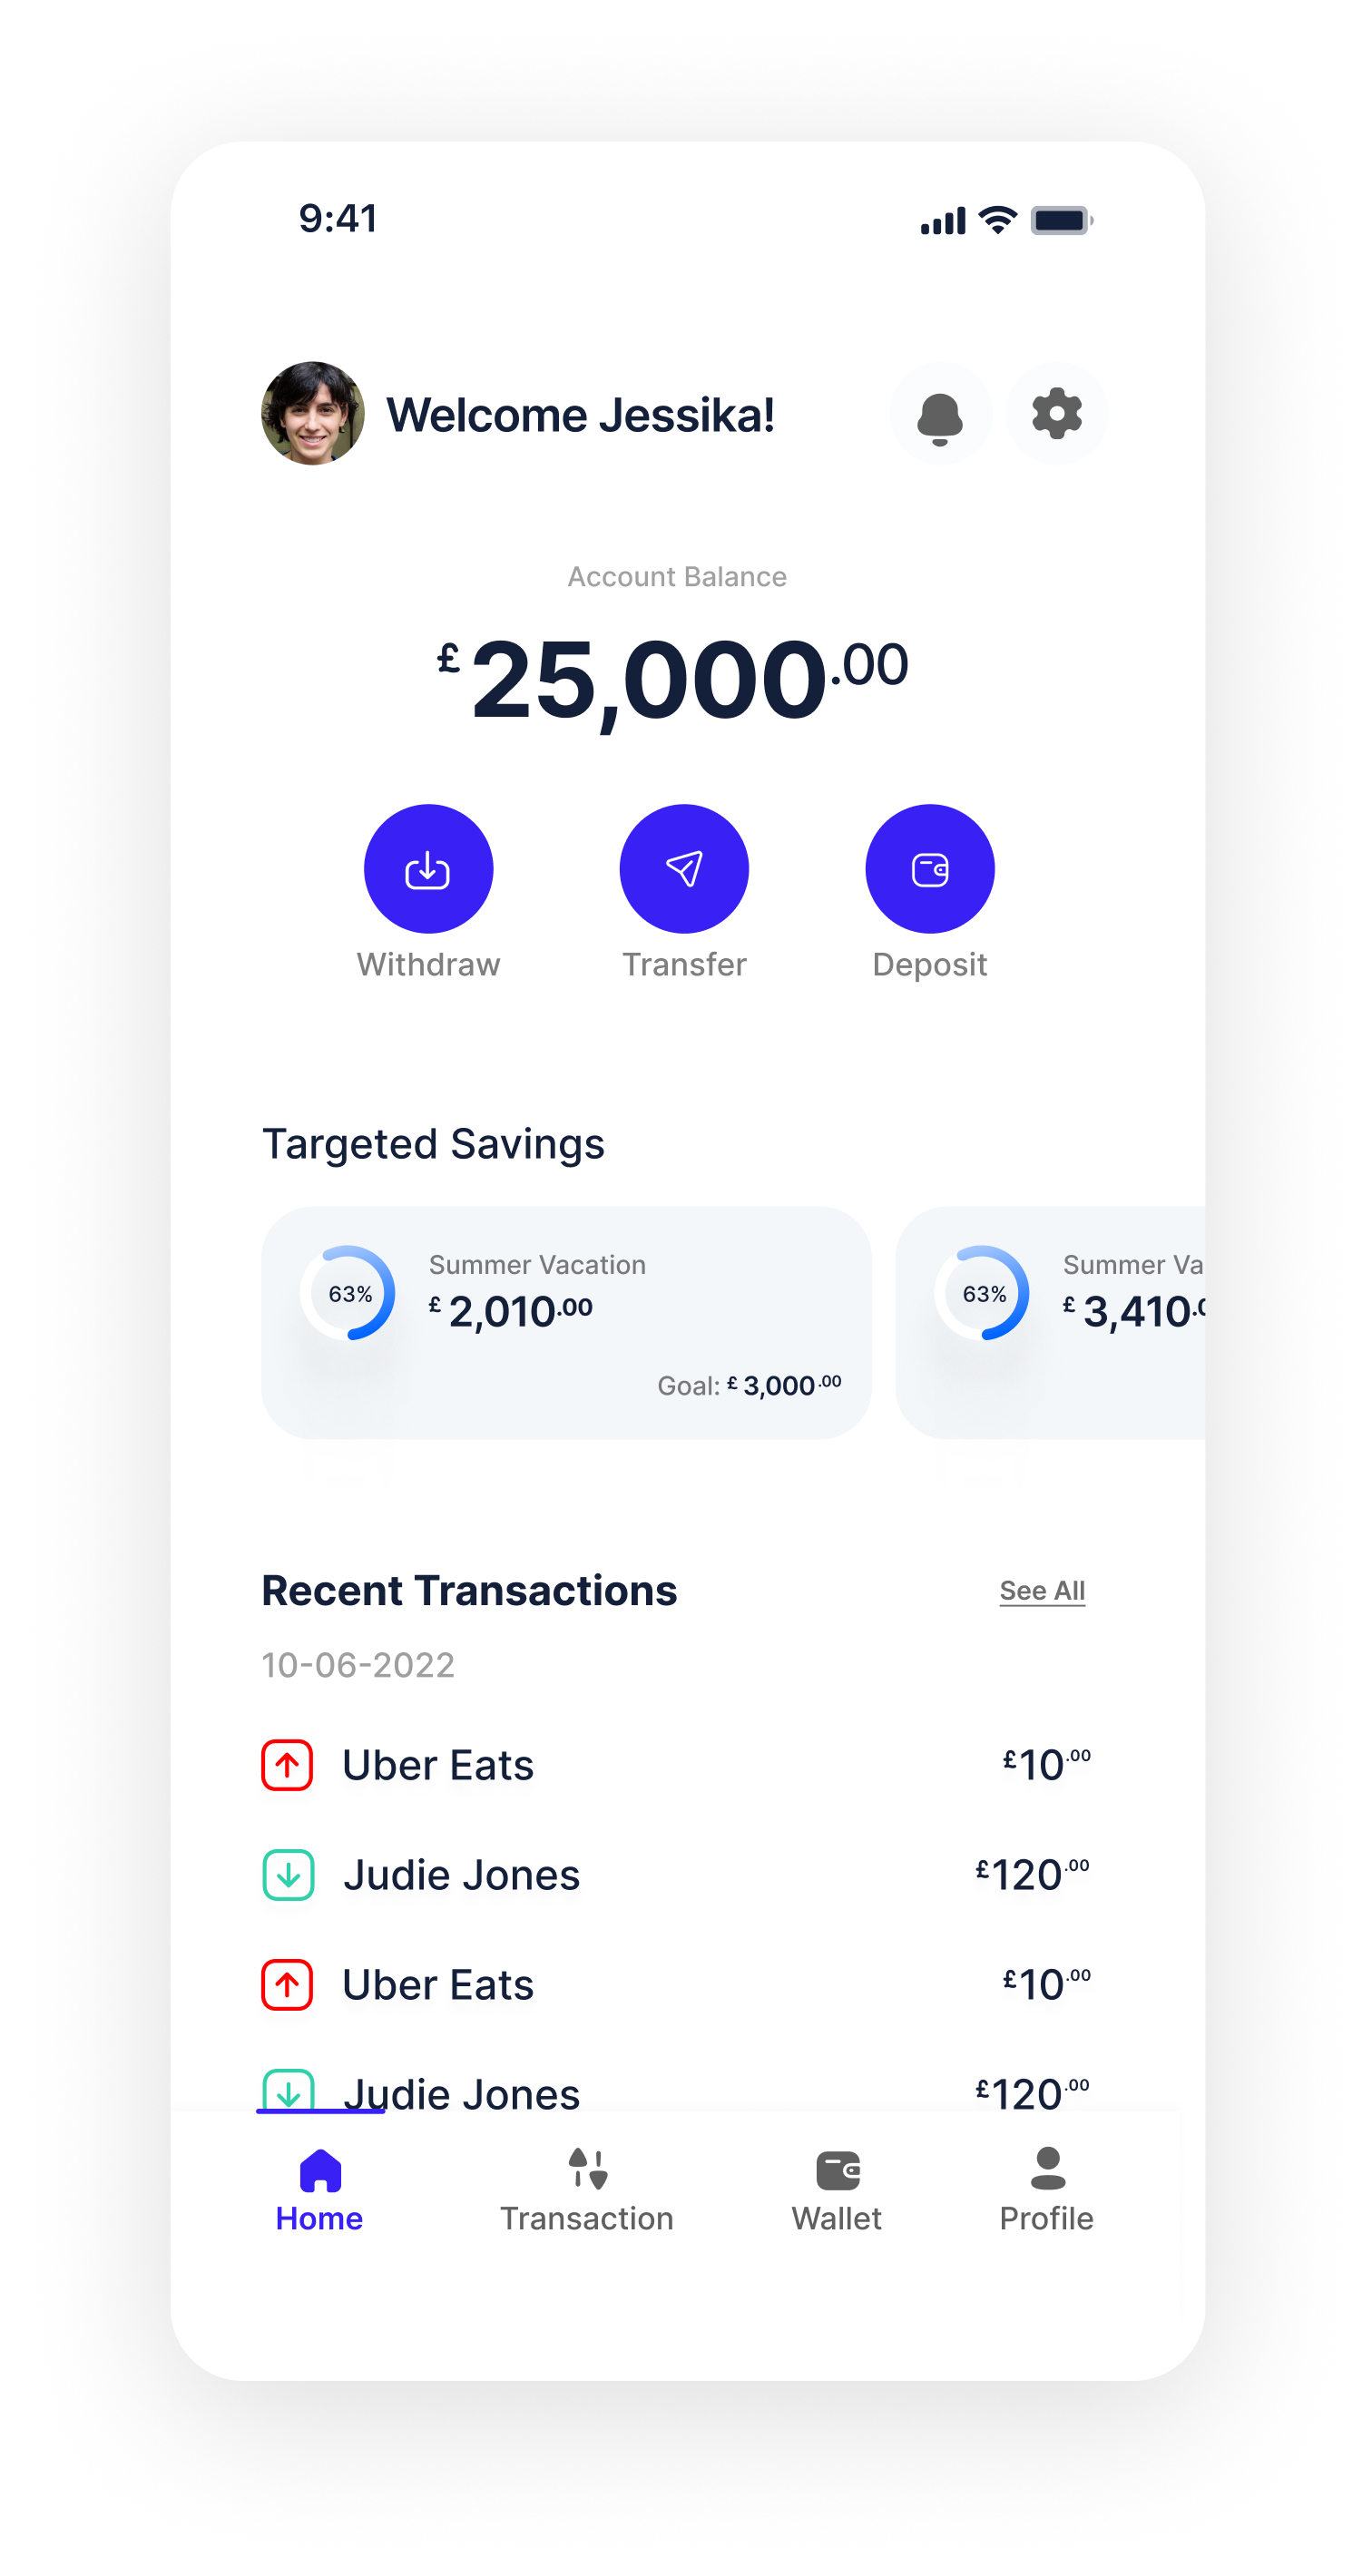 9:41
Welcome Jessika!
Account Balance
£25,000.00
Withdraw Transfer Deposit
Targeted Savings
63% Summer Vacation
£ 2,010.00
Goal: £ 3,000.00
63% Summer Va
£ 3,410.0
Recent Transactions See All
10-06-2022
Uber Eats £10.00
Judie Jones £120.00
Uber Eats £10.00
Judie Jones £120.00
Home Transaction Wallet Profile